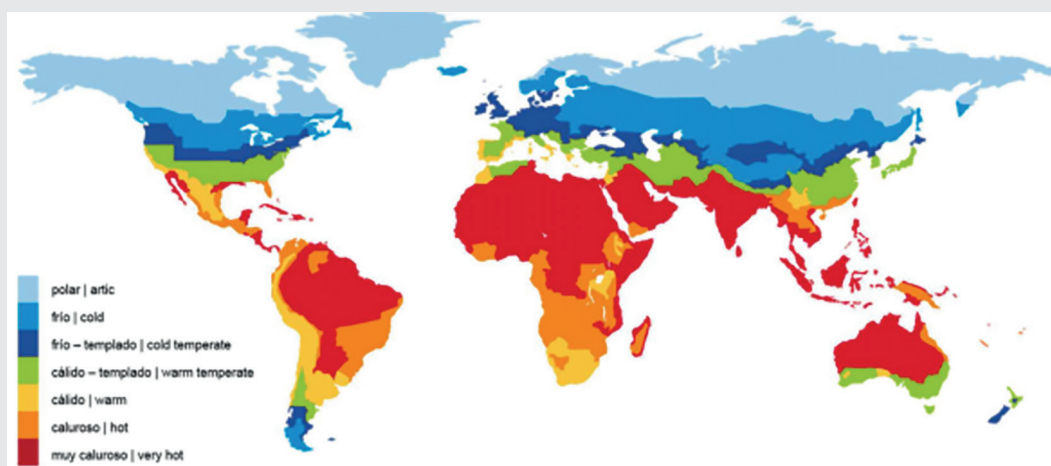 polar | artic
frío | cold
frío – templado | cold temperate
cálido – templado | warm temperate
cálido | warm
caluroso | hot
muy caluroso | very hot